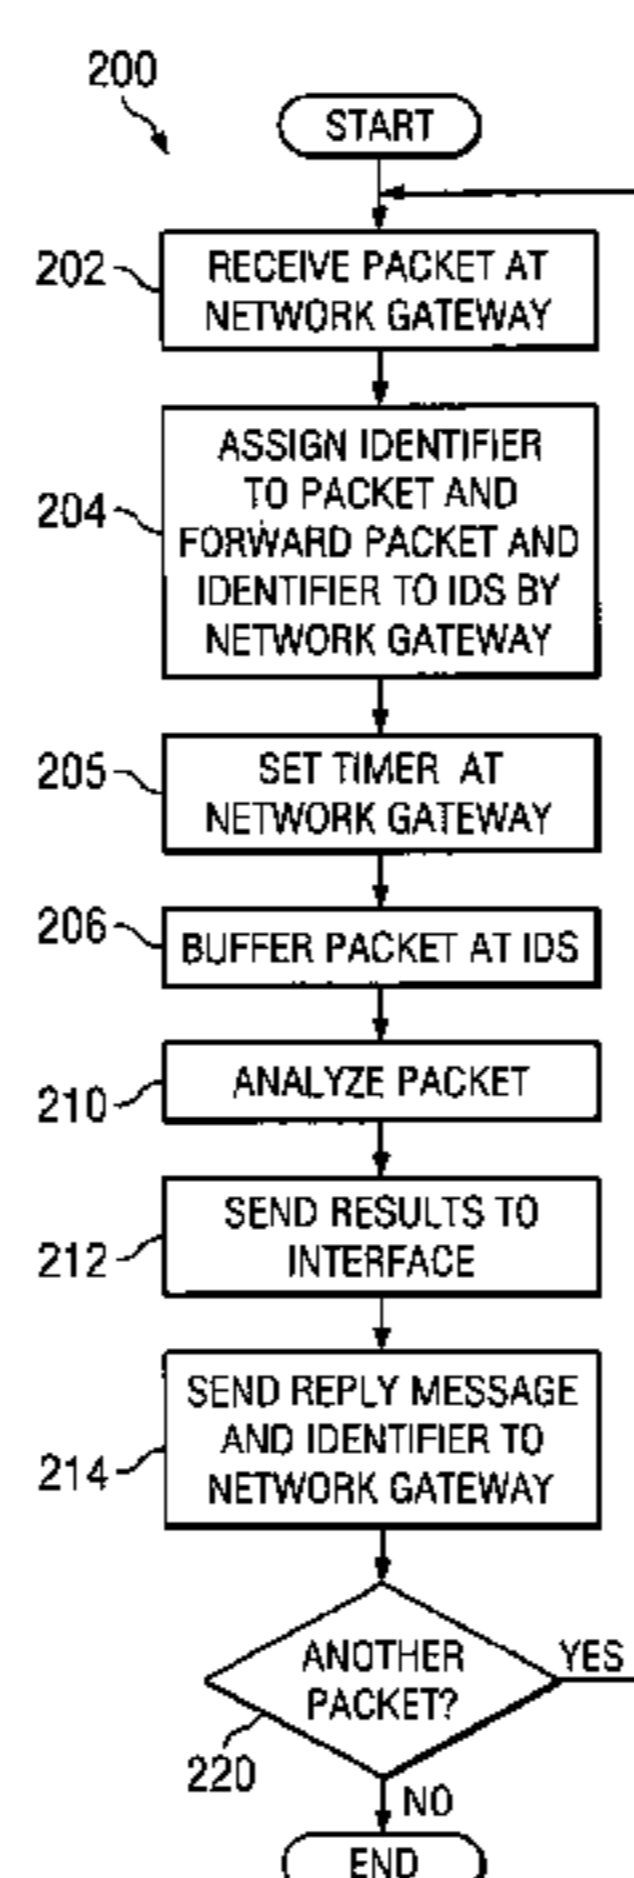 200
START
202
RECEIVE PACKET AT
NETWORK GATEWAY
204
ASSIGN IDENTIFIER
TO PACKET AND
FORWARD PACKET AND
IDENTIFIER TO IDS BY
NETWORK GATEWAY
205
SET TIMER AT
NETWORK GATEWAY
206
BUFFER PACKET AT IDS
210
ANALYZE PACKET
212
SEND RESULTS TO
INTERFACE
214
SEND REPLY MESSAGE
AND IDENTIFIER TO
NETWORK GATEWAY
ANOTHER
PACKET?
YES
220
NO
END